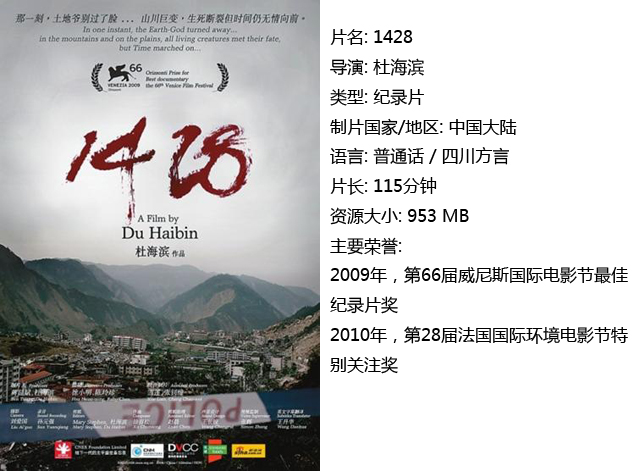 那一刻，土地爷别过了脸 ... 山川巨变，生死断裂但时间仍无情向前。
In one instant, the Earth-God turned away...
in the mountains and on the plains, all living creatures met their fate,
but Time marched on...
66
Orizonti Prize for
Best documentary
the 66th Venice Film Festival
VENEZIA 2009
1428
A Film by
Du Haibin
杜海滨 作品
POLICE
CNEX Foundation Limited
CNEX
DVCC
片名: 1428
导演: 杜海滨
类型: 纪录片
制片国家/地区: 中国大陆
语言: 普通话 / 四川方言
片长: 115分钟
资源大小: 953 MB
主要荣誉:
2009年，第66届威尼斯国际电影节最佳
纪录片奖
2010年，第28届法国国际环境电影节特
别关注奖